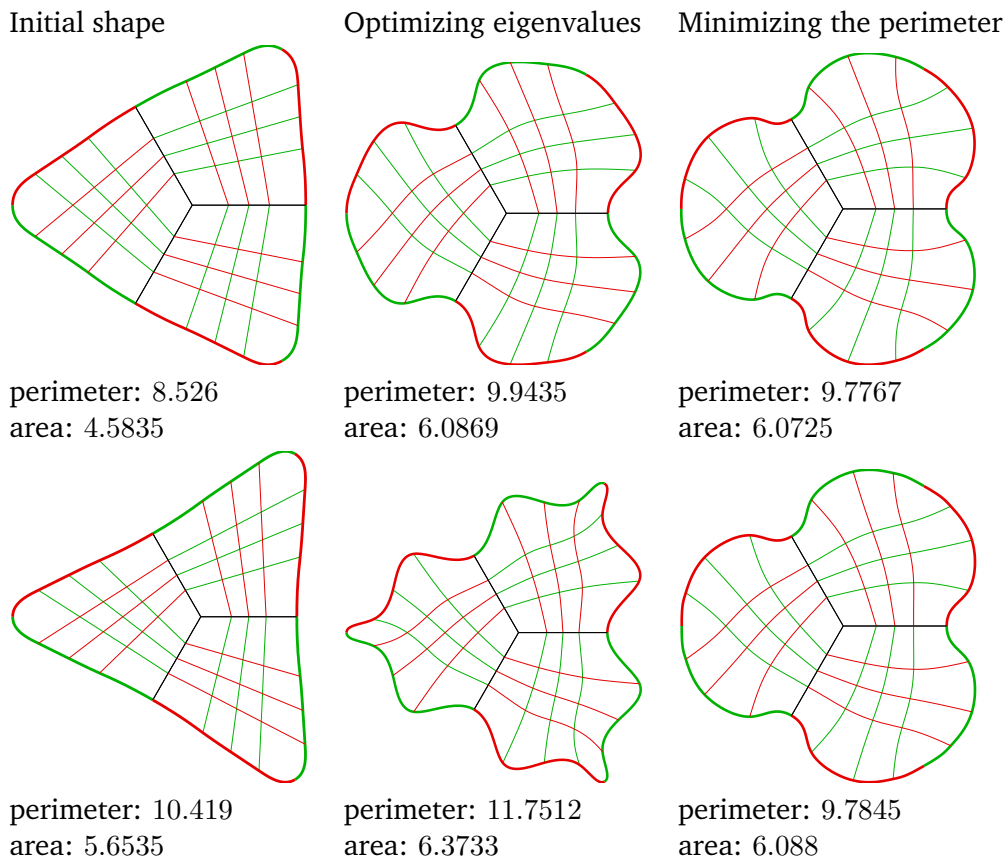 Initial shape
Optimizing eigenvalues
Minimizing the perimeter
perimeter: 8.526
area: 4.5835
perimeter: 9.9435
area: 6.0869
perimeter: 9.7767
area: 6.0725
perimeter: 10.419
area: 5.6535
perimeter: 11.7512
area: 6.3733
perimeter: 9.7845
area: 6.088